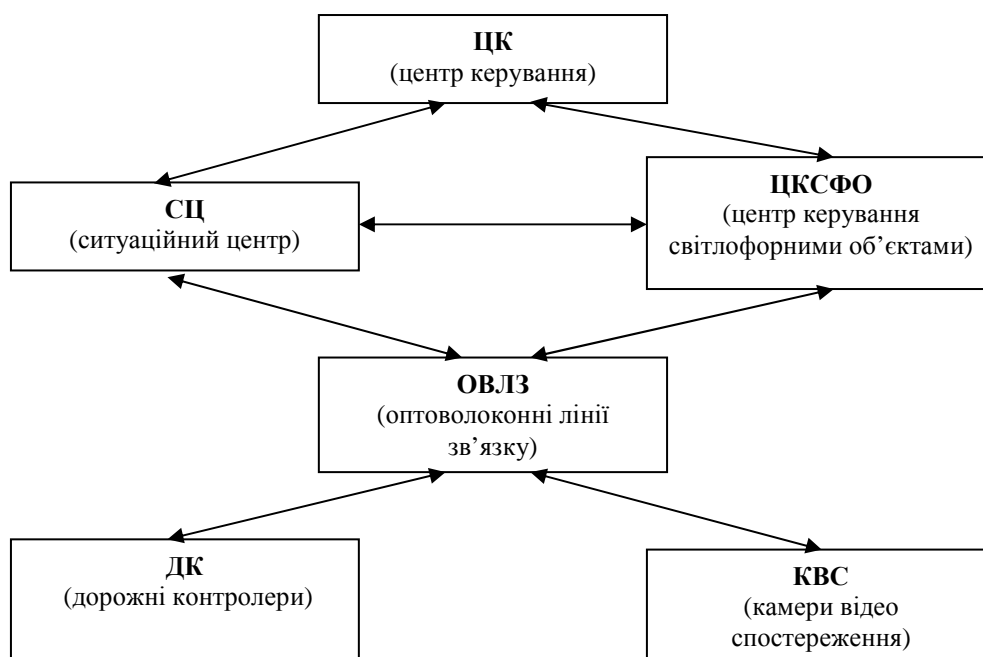 ЦК
(центр керування)
СЦ
(ситуаційний центр)
ЦКСФО
(центр керування
світлофорними об’єктами)
ОВЛЗ
(оптоволоконні лінії
зв’язку)
ДК
(дорожні контролери)
КВС
(камери відео
спостереження)